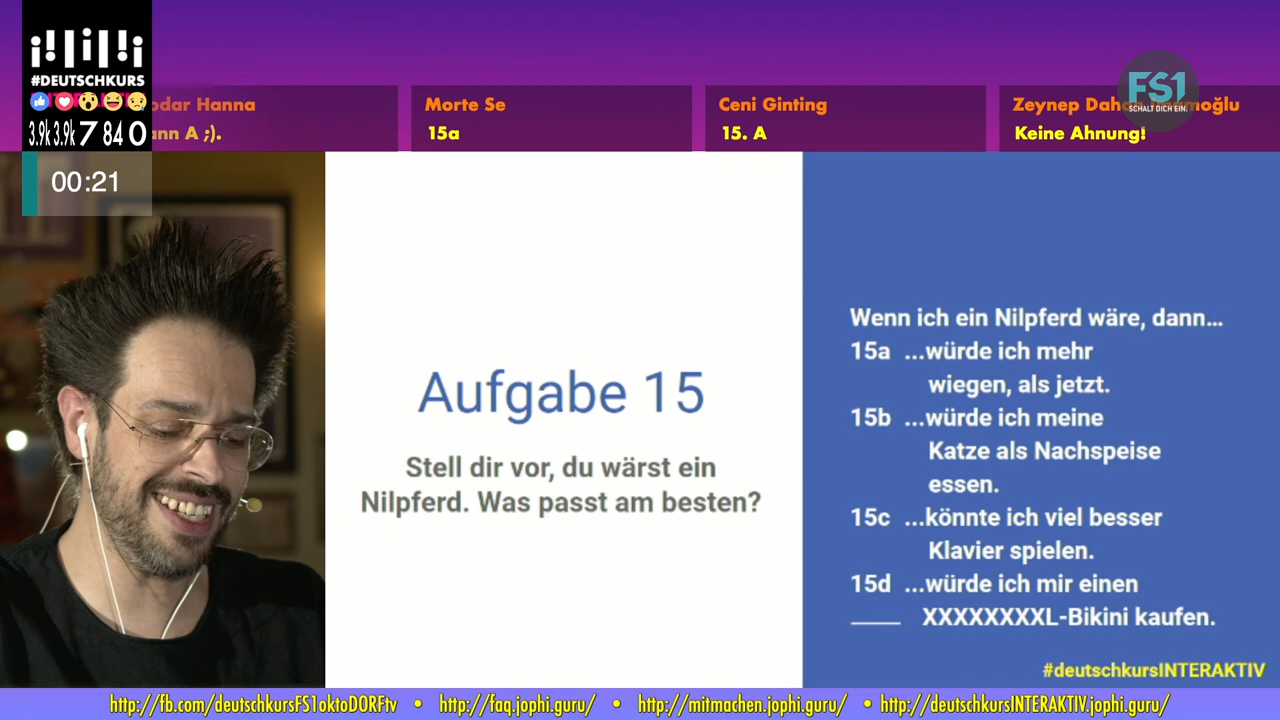 #DEUTSCHKURS
3.9k 3.9k 7 84 0
00:21
odar Hanna
ann A ;).
Morte Se
15a
Ceni Ginting
15. A
Zeynep
Keine Ahnung!
FS1
SCHALT DICH EIN.
Aufgabe 15
Stell dir vor, du wärst ein
Nilpferd. Was passt am besten?
Wenn ich ein Nilpferd wäre, dann...
15a ...würde ich mehr
wiegen, als jetzt.
15b ...würde ich meine
Katze als Nachspeise
essen.
15c ...könnte ich viel besser
Klavier spielen.
15d ...würde ich mir einen
XXXXXXXXL-Bikini kaufen.
#deutschkursINTERAKTIV
http://fb.com/deutschkursFS1oktoDORFtv • http://faq.jophi.guru/ • http://mitmachen.jophi.guru/ • http://deutschkursINTERAKTIV.jophi.guru/